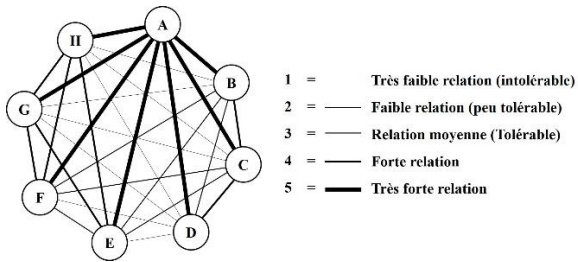 A
H
B
G
C
F
D
E
1 = Très faible relation (intolérable)
2 = Faible relation (peu tolérable)
3 = Relation moyenne (Tolérable)
4 = Forte relation
5 = Très forte relation